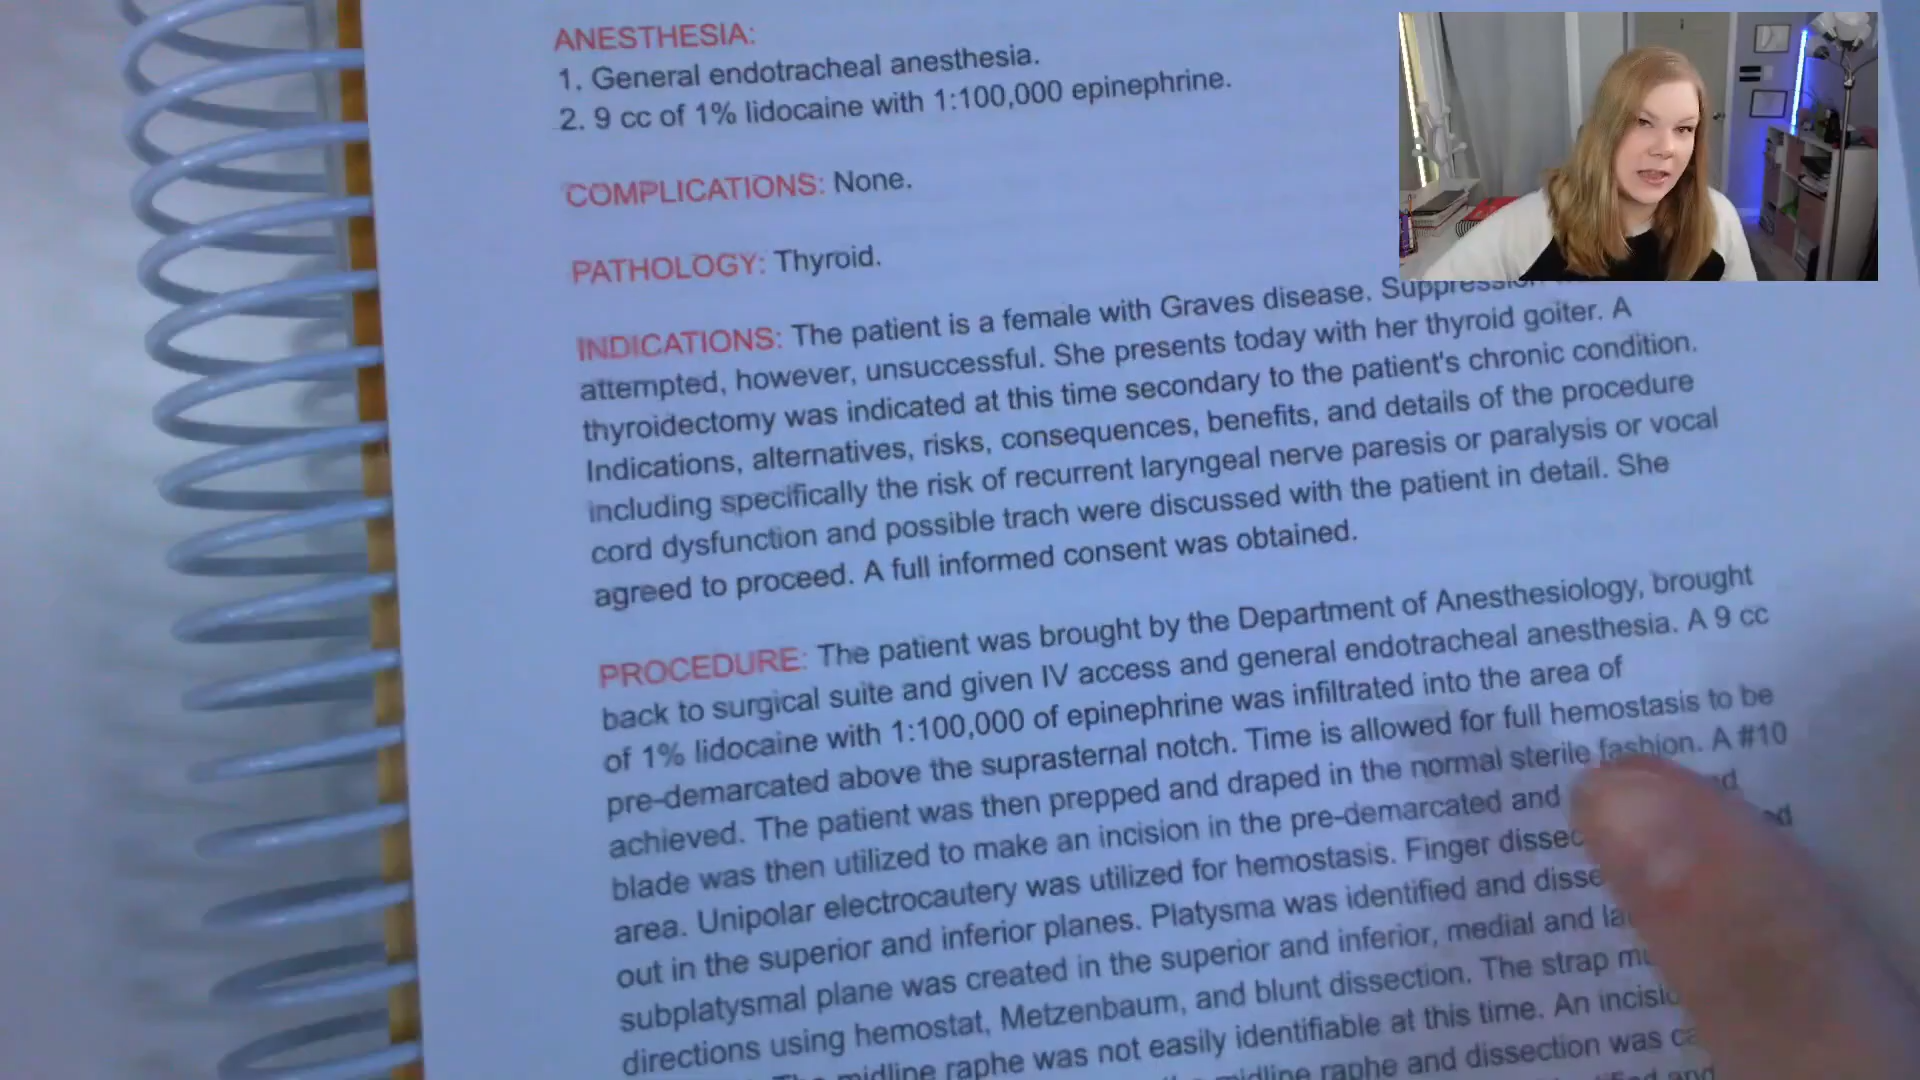 ANESTHESIA:
1. General endotracheal anesthesia.
2. 9 cc of 1% lidocaine with 1:100,000 epinephrine.
COMPLICATIONS: None.
PATHOLOGY: Thyroid.
INDICATIONS: The patient is a female with Graves disease. Suppression
attempted, however, unsuccessful. She presents today with her thyroid goiter. A
thyroidectomy was indicated at this time secondary to the patient's chronic condition.
Indications, alternatives, risks, consequences, benefits, and details of the procedure
including specifically the risk of recurrent laryngeal nerve paresis or paralysis or vocal
cord dysfunction and possible trach were discussed with the patient in detail. She
agreed to proceed. A full informed consent was obtained.
PROCEDURE: The patient was brought by the Department of Anesthesiology, brought
back to surgical suite and given IV access and general endotracheal anesthesia. A 9 cc
of 1% lidocaine with 1:100,000 of epinephrine was infiltrated into the area of
pre-demarcated above the suprasternal notch. Time is allowed for full hemostasis to be
achieved. The patient was then prepped and draped in the normal sterile fashion. A #10
blade was then utilized to make an incision in the pre-demarcated and
area. Unipolar electrocautery was utilized for hemostasis. Finger
out in the superior and inferior planes. Platysma was identified and
subplatysmal plane was created in the superior and inferior, medial and
directions using hemostat, Metzenbaum, and blunt dissection. The strap
midline raphe was not easily identifiable at this time. An
midline raphe and dissection was